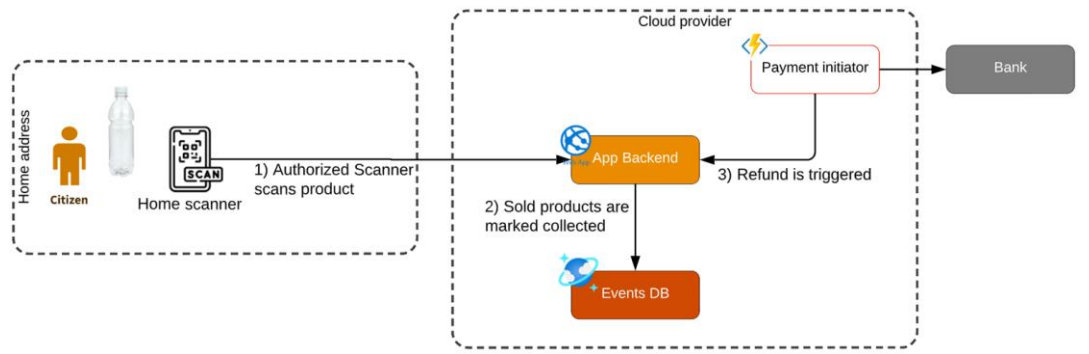 Cloud provider
Payment initiator
Bank
Home address
Citizen
SCAN
Home scanner
1) Authorized Scanner
scans product
App Backend
3) Refund is triggered
2) Sold products are
marked collected
Events DB